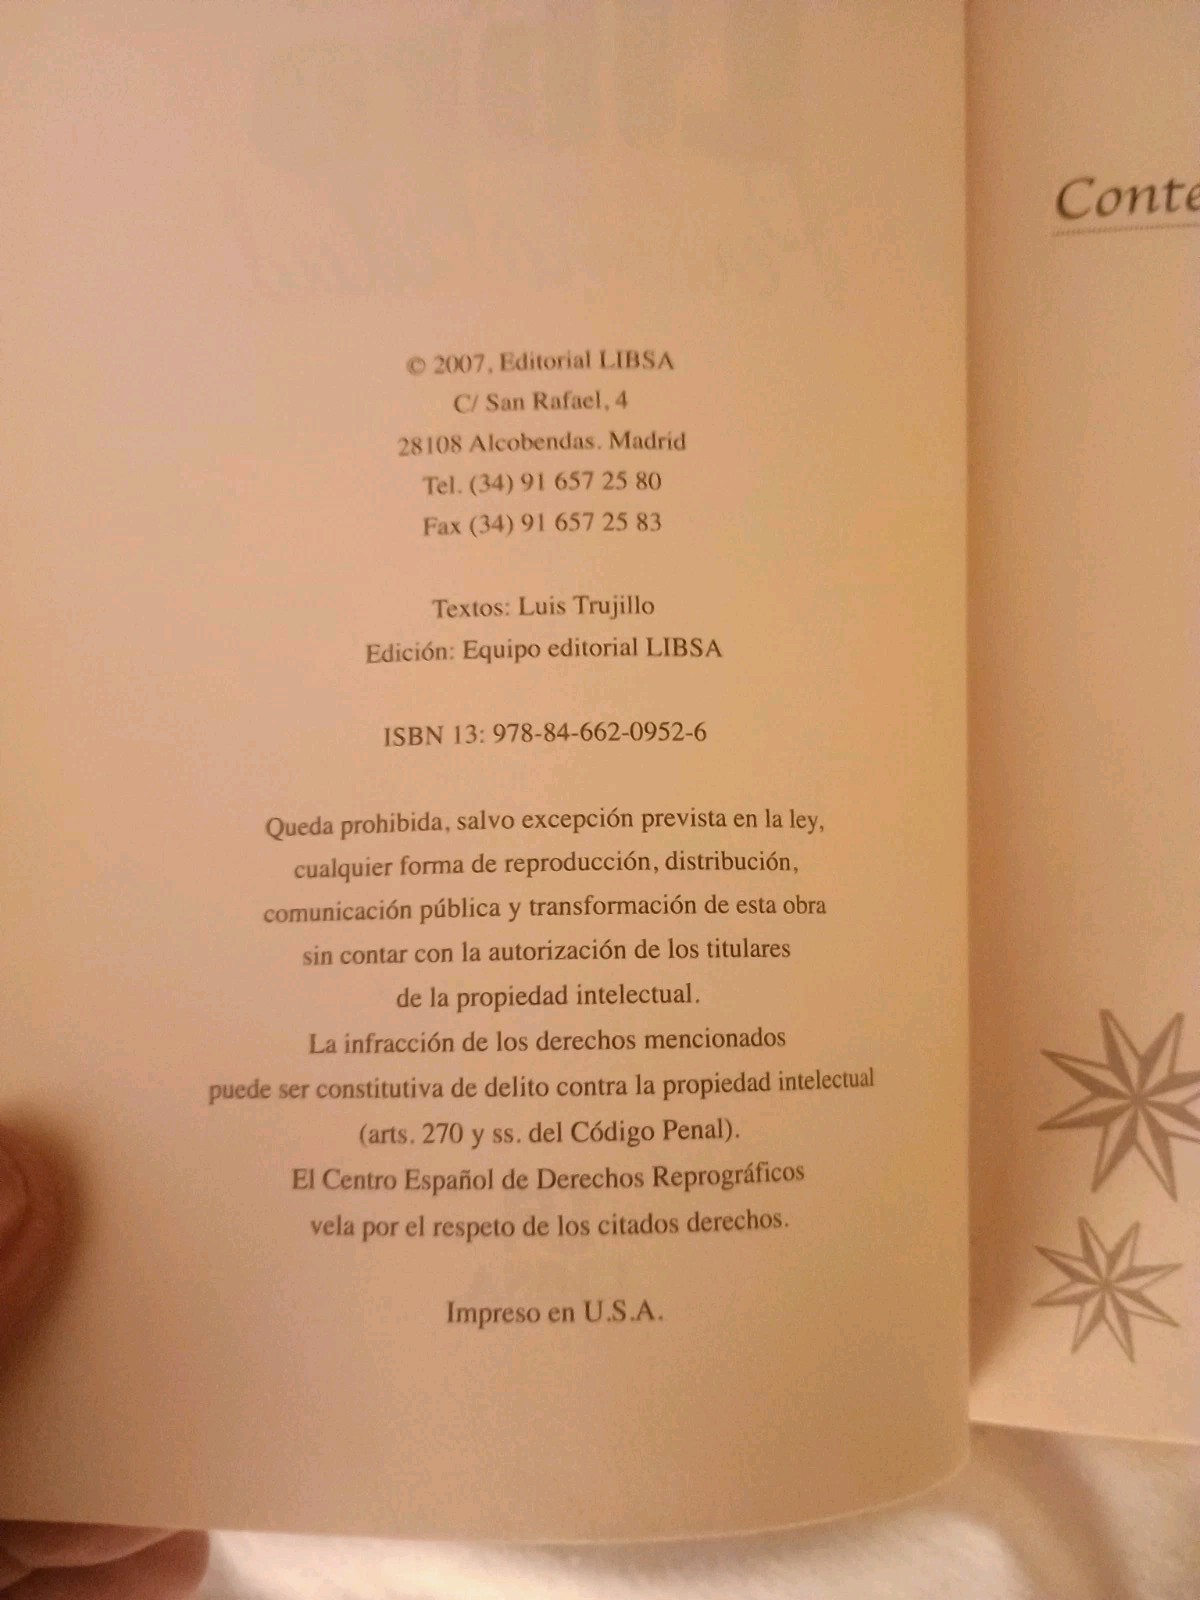 © 2007, Editorial LIBSA
C/ San Rafael, 4
28108 Alcobendas. Madrid
Tel. (34) 91 657 25 80
Fax (34) 91 657 25 83
Textos: Luis Trujillo
Edición: Equipo editorial LIBSA
ISBN 13: 978-84-662-0952-6
Queda prohibida, salvo excepción prevista en la ley,
cualquier forma de reproducción, distribución,
comunicación pública y transformación de esta obra
sin contar con la autorización de los titulares
de la propiedad intelectual.
La infracción de los derechos mencionados
puede ser constitutiva de delito contra la propiedad intelectual
(arts. 270 y ss. del Código Penal).
El Centro Español de Derechos Reprográficos
vela por el respeto de los citados derechos.
Impreso en U.S.A.
Conte